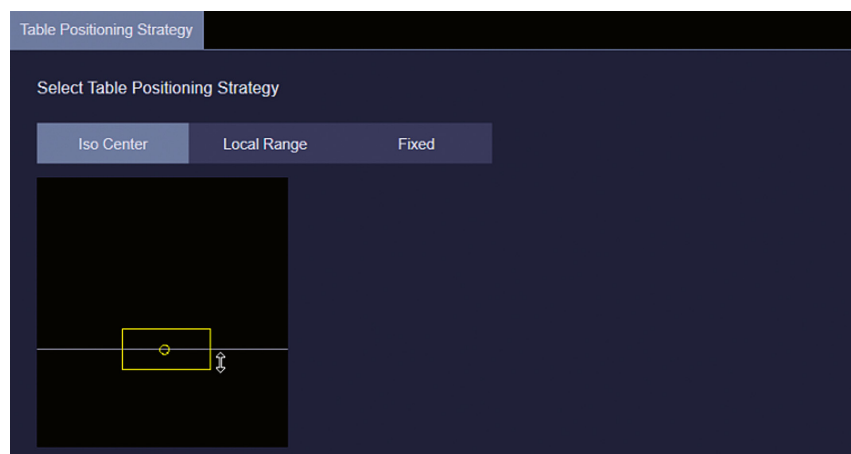 Table Positioning Strategy
Select Table Positioning Strategy
Iso Center Local Range Fixed